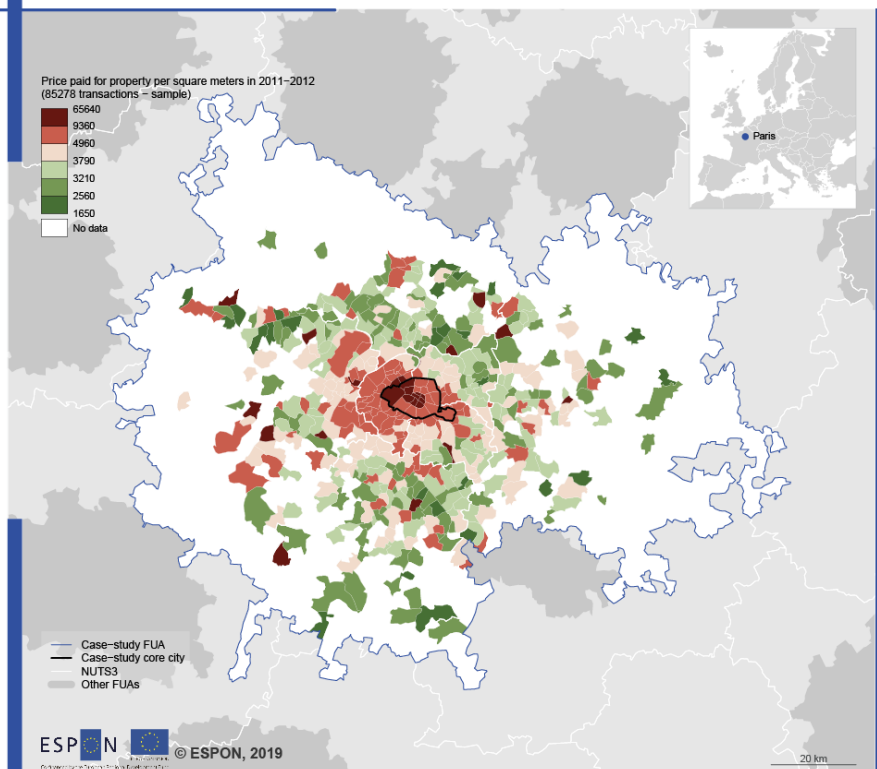 Price paid for property per square meters in 2011−2012
(85278 transactions − sample)
65640
9360
4960
3790
3210
2560
1650
No data
Paris
Case−study FUA
Case−study core city
NUTS3
Other FUAs
ESPON
© ESPON, 2019
20 km